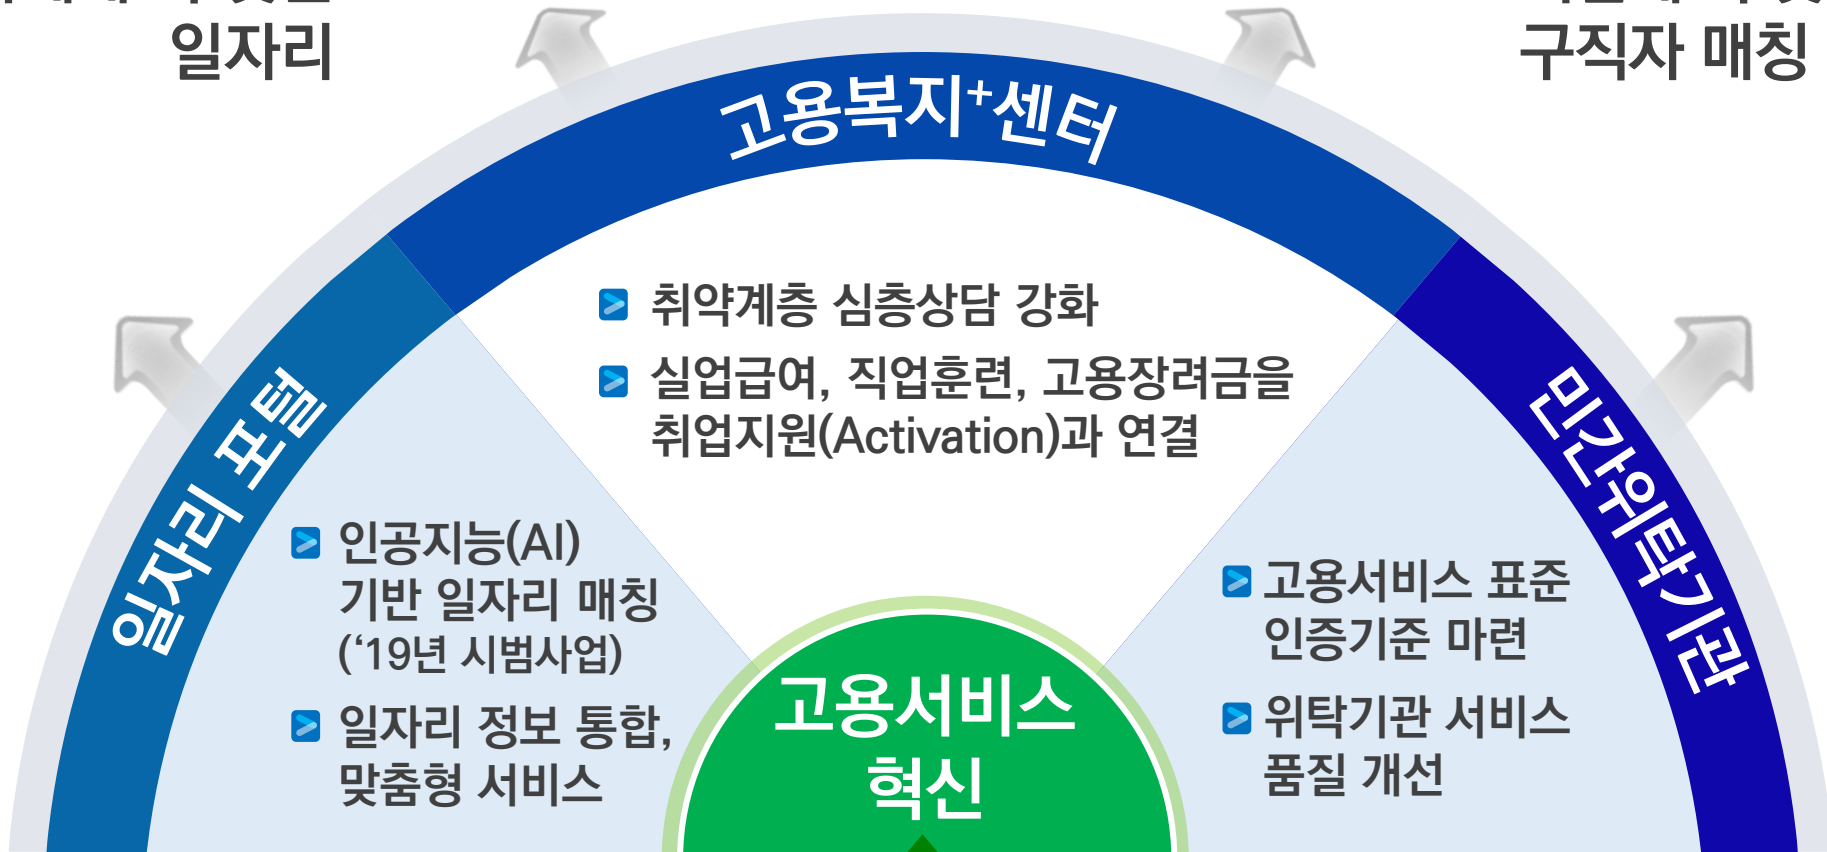 일자리
구직자 매칭
고용복지⁺센터
취약계층 심층상담 강화
실업급여, 직업훈련, 고용장려금을
취업지원(Activation)과 연결
일자리 포털
인공지능(AI)
기반 일자리 매칭
(‘19년 시범사업)
일자리 정보 통합,
맞춤형 서비스
민간위탁기관
고용서비스 표준
인증기준 마련
위탁기관 서비스
품질 개선
고용서비스
혁신